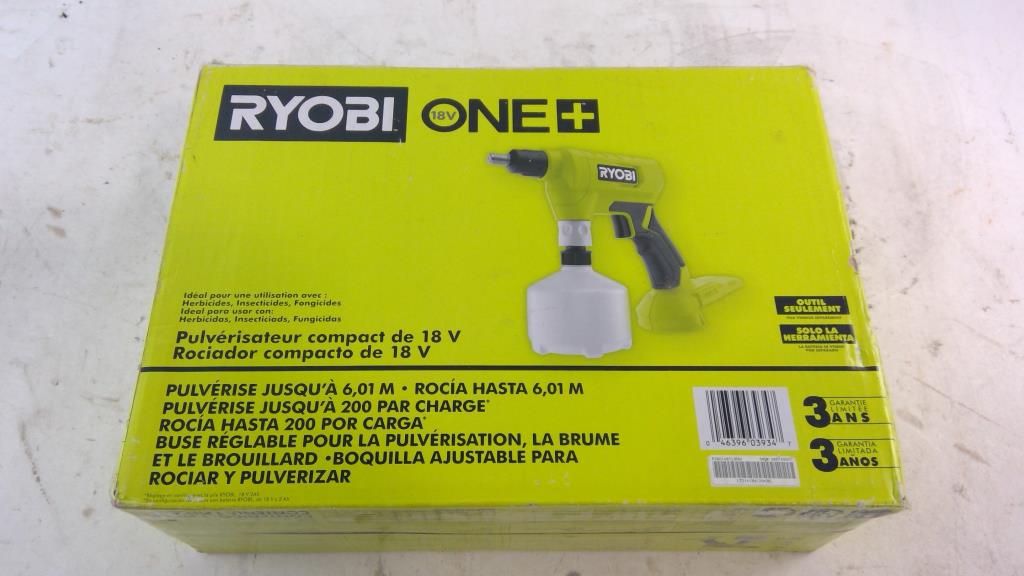 RYOBI 18V ONE+
RYOBI
Idéal pour une utilisation avec :
Herbicides, Insecticides, Fongicides
Ideal para usar con:
Herbicidas, Insecticiads, Fungicidas
Pulvérisateur compact de 18 V
Rociador compacto de 18 V
OUTIL
SEULEMENT
SOLO LA
HERRAMIENTA
PULVÉRISE JUSQU'À 6,01 M • ROCÍA HASTA 6,01 M
PULVÉRISE JUSQU'À 200 PAR CHARGE*
ROCÍA HASTA 200 POR CARGA*
BUSE RÉGLABLE POUR LA PULVÉRISATION, LA BRUME
ET LE BROUILLARD • BOQUILLA AJUSTABLE PARA
ROCIAR Y PULVERIZAR
0 46396 03934 7
3 GARANTIE
LIMITÉE
ANS
3 GARANTIA
LIMITADA
AÑOS